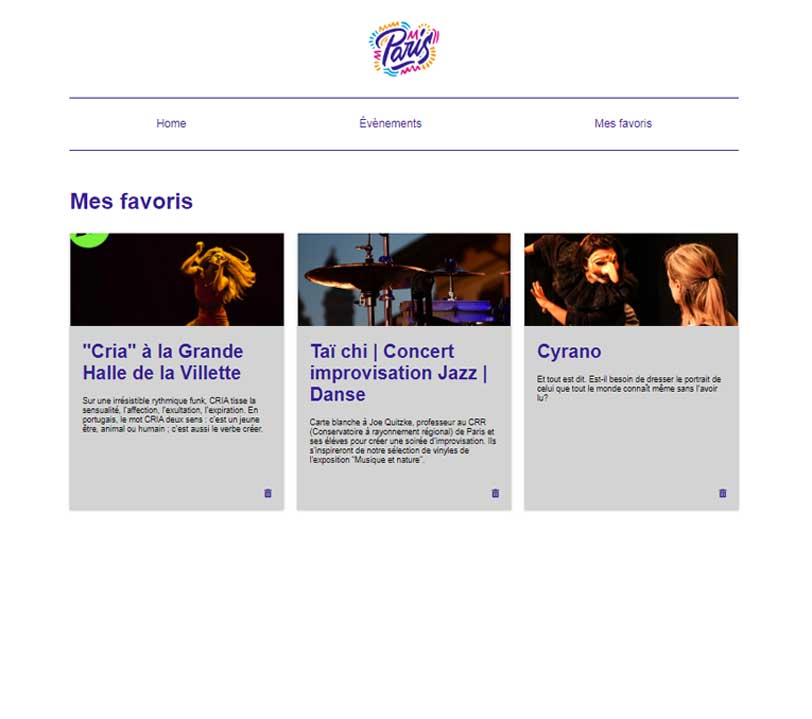 Paris
Home
Évènements
Mes favoris
Mes favoris
"Cria" à la Grande
Halle de la Villette
Sur une irrésistible rythmique funk, CRIA tisse la
sensualité, l'affection, l'exultation, l'expiration. En
portugais, le mot CRIA deux sens : c'est un jeune
être, animal ou humain ; c'est aussi le verbe créer.
Taï chi | Concert
improvisation Jazz |
Danse
Carte blanche à Joe Quitzke, professeur au CRR
(Conservatoire à rayonnement régional) de Paris et
ses élèves pour créer une soirée d'improvisation. Ils
s'inspireront de notre sélection de vinyles de
l'exposition "Musique et nature".
Cyrano
Et tout est dit. Est-il besoin de dresser le portrait de
celui que tout le monde connaît même sans l'avoir
lu?